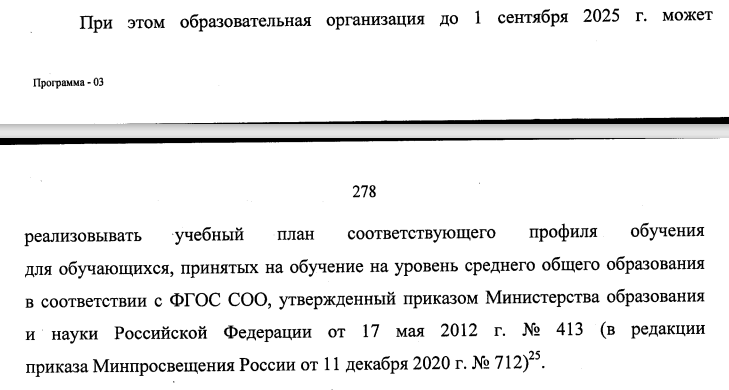 При этом образовательная организация до 1 сентября 2025 г. может
Программа - 03
278
реализовывать учебный план соответствующего профиля обучения
для обучающихся, принятых на обучение на уровень среднего общего образования
в соответствии с ФГОС СОО, утвержденный приказом Министерства образования
и науки Российской Федерации от 17 мая 2012 г. № 413 (в редакции
приказа Минпросвещения России от 11 декабря 2020 г. № 712)25.